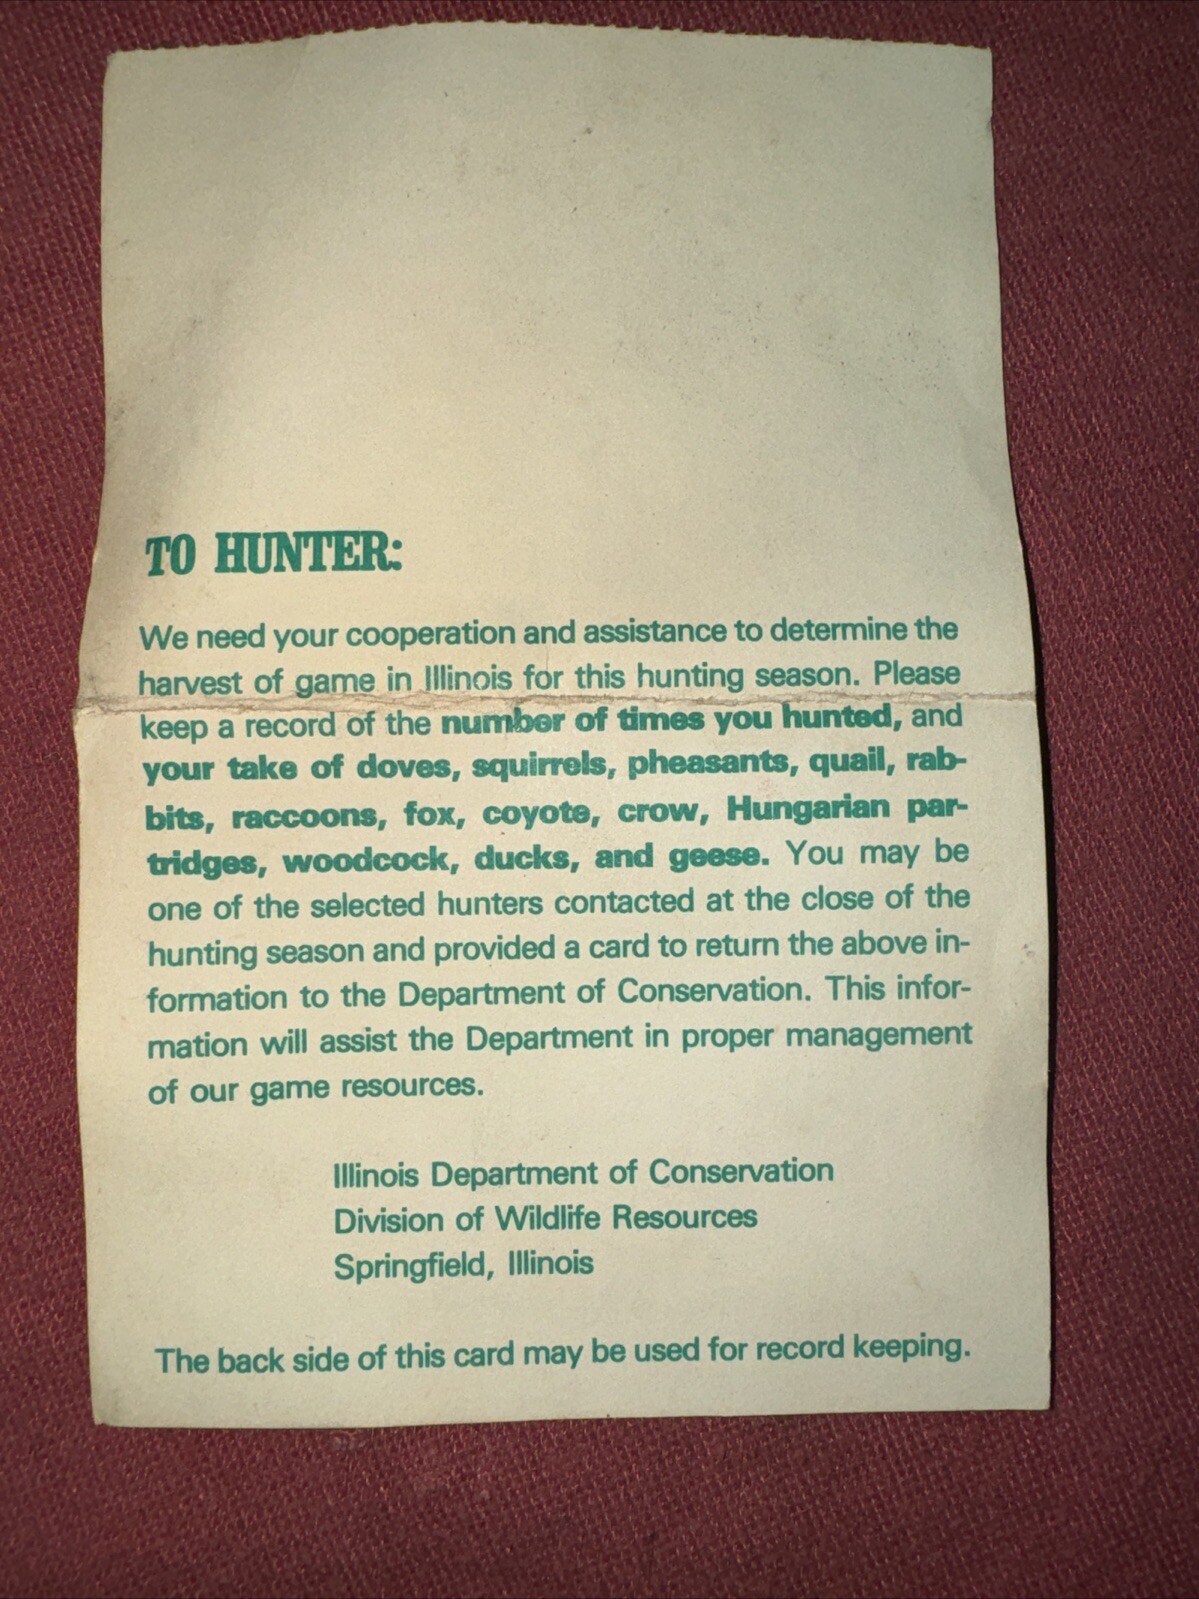 TO HUNTER:
We need your cooperation and assistance to determine the
harvest of game in Illinois for this hunting season. Please
keep a record of the number of times you hunted, and
your take of doves, squirrels, pheasants, quail, rab-
bits, raccoons, fox, coyote, crow, Hungarian par-
tridges, woodcock, ducks, and geese. You may be
one of the selected hunters contacted at the close of the
hunting season and provided a card to return the above in-
formation to the Department of Conservation. This infor-
mation will assist the Department in proper management
of our game resources.
Illinois Department of Conservation
Division of Wildlife Resources
Springfield, Illinois
The back side of this card may be used for record keeping.